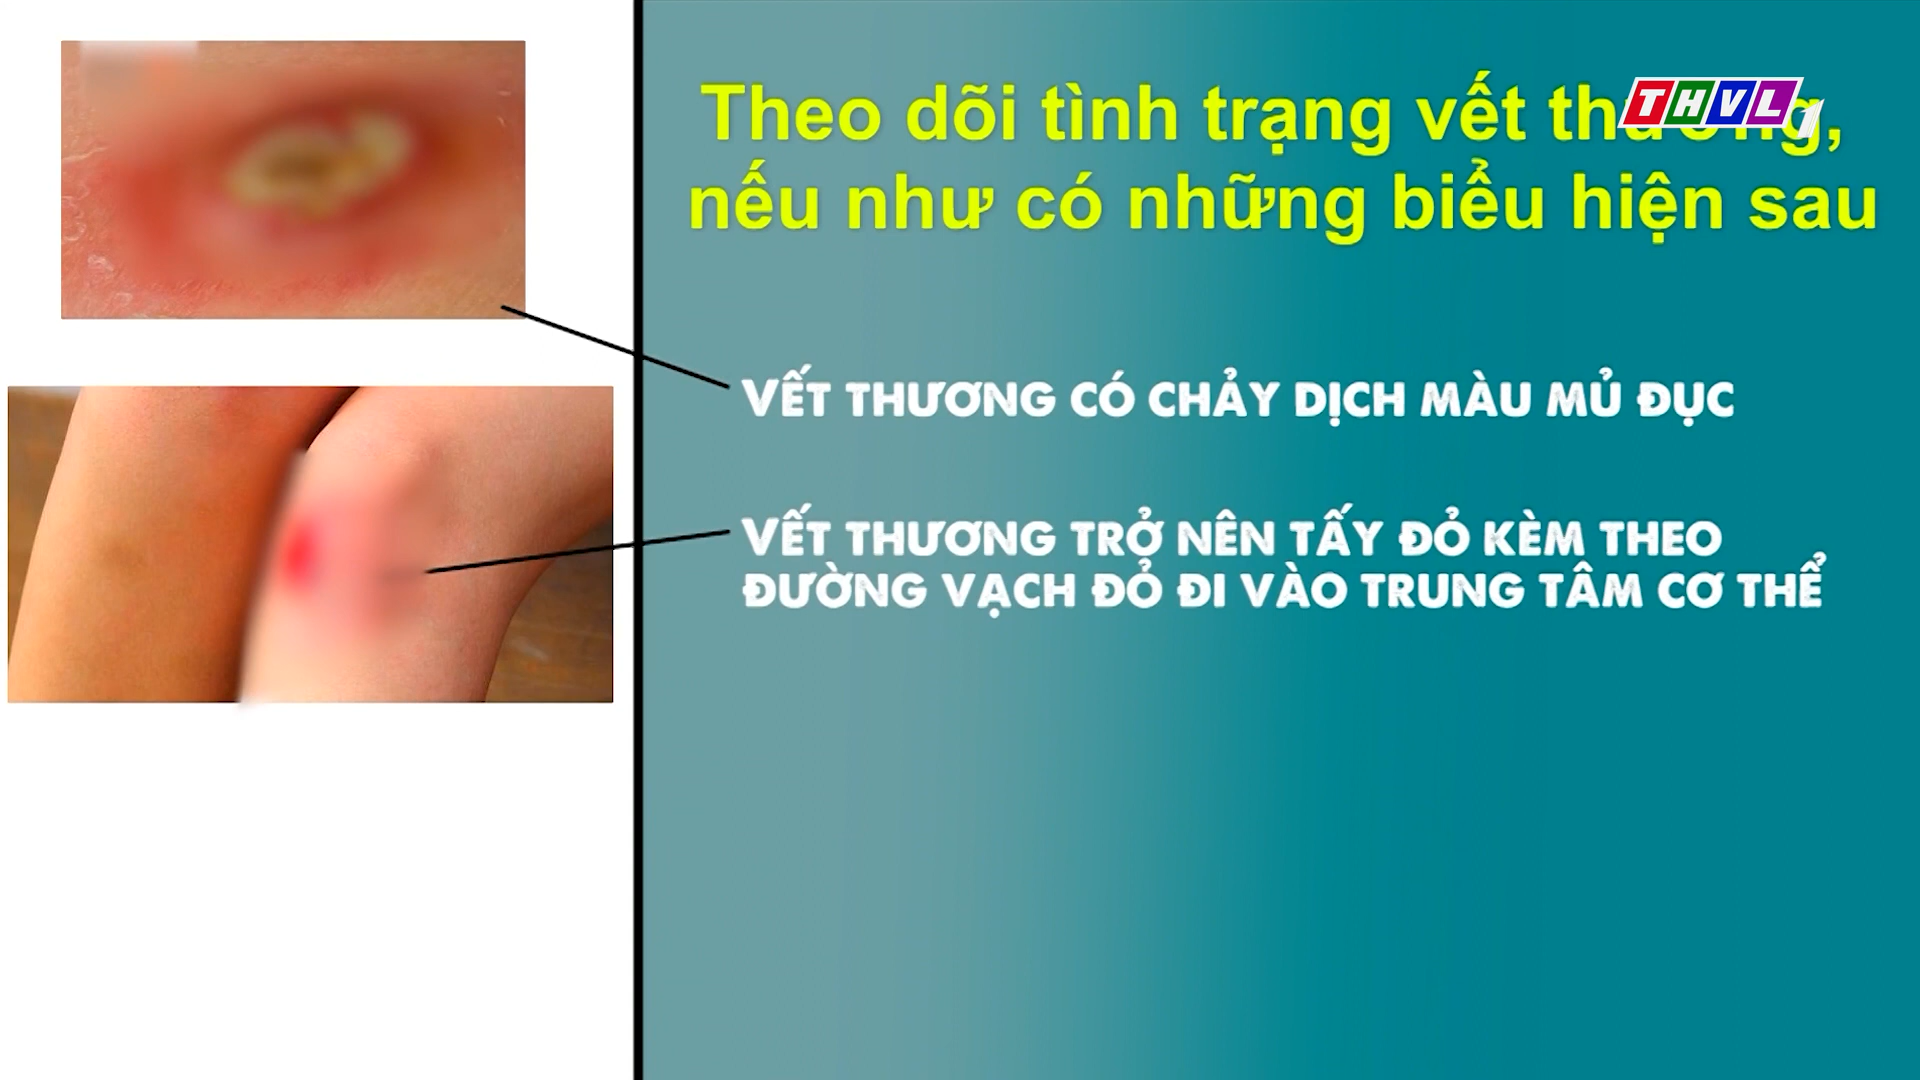 Theo dõi tình trạng vết thương,
THVL1
nếu như có những biểu hiện sau
VẾT THƯƠNG CÓ CHẢY DỊCH MÀU MỦ ĐỤC
VẾT THƯƠNG TRỞ NÊN TẤY ĐỎ KÈM THEO
ĐƯỜNG VẠCH ĐỎ ĐI VÀO TRUNG TÂM CƠ THỂ